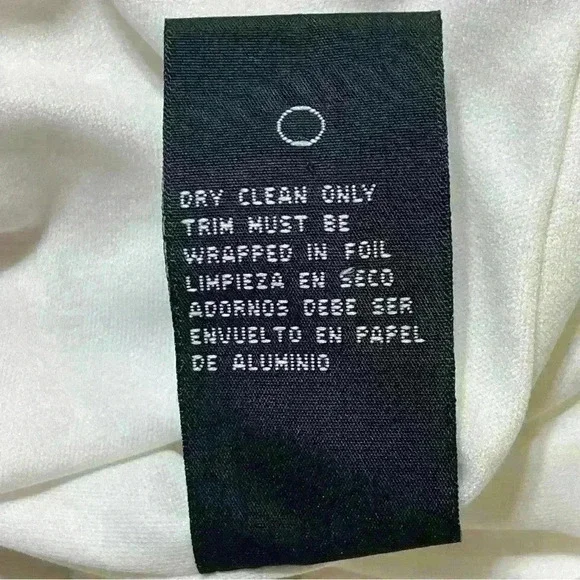 DRY CLEAN ONLY
TRIM MUST BE
WRAPPED IN FOIL
LIMPIEZA EN SECO
ADORNOS DEBE SER
ENVUELTO EN PAPEL
DE ALUMINIO